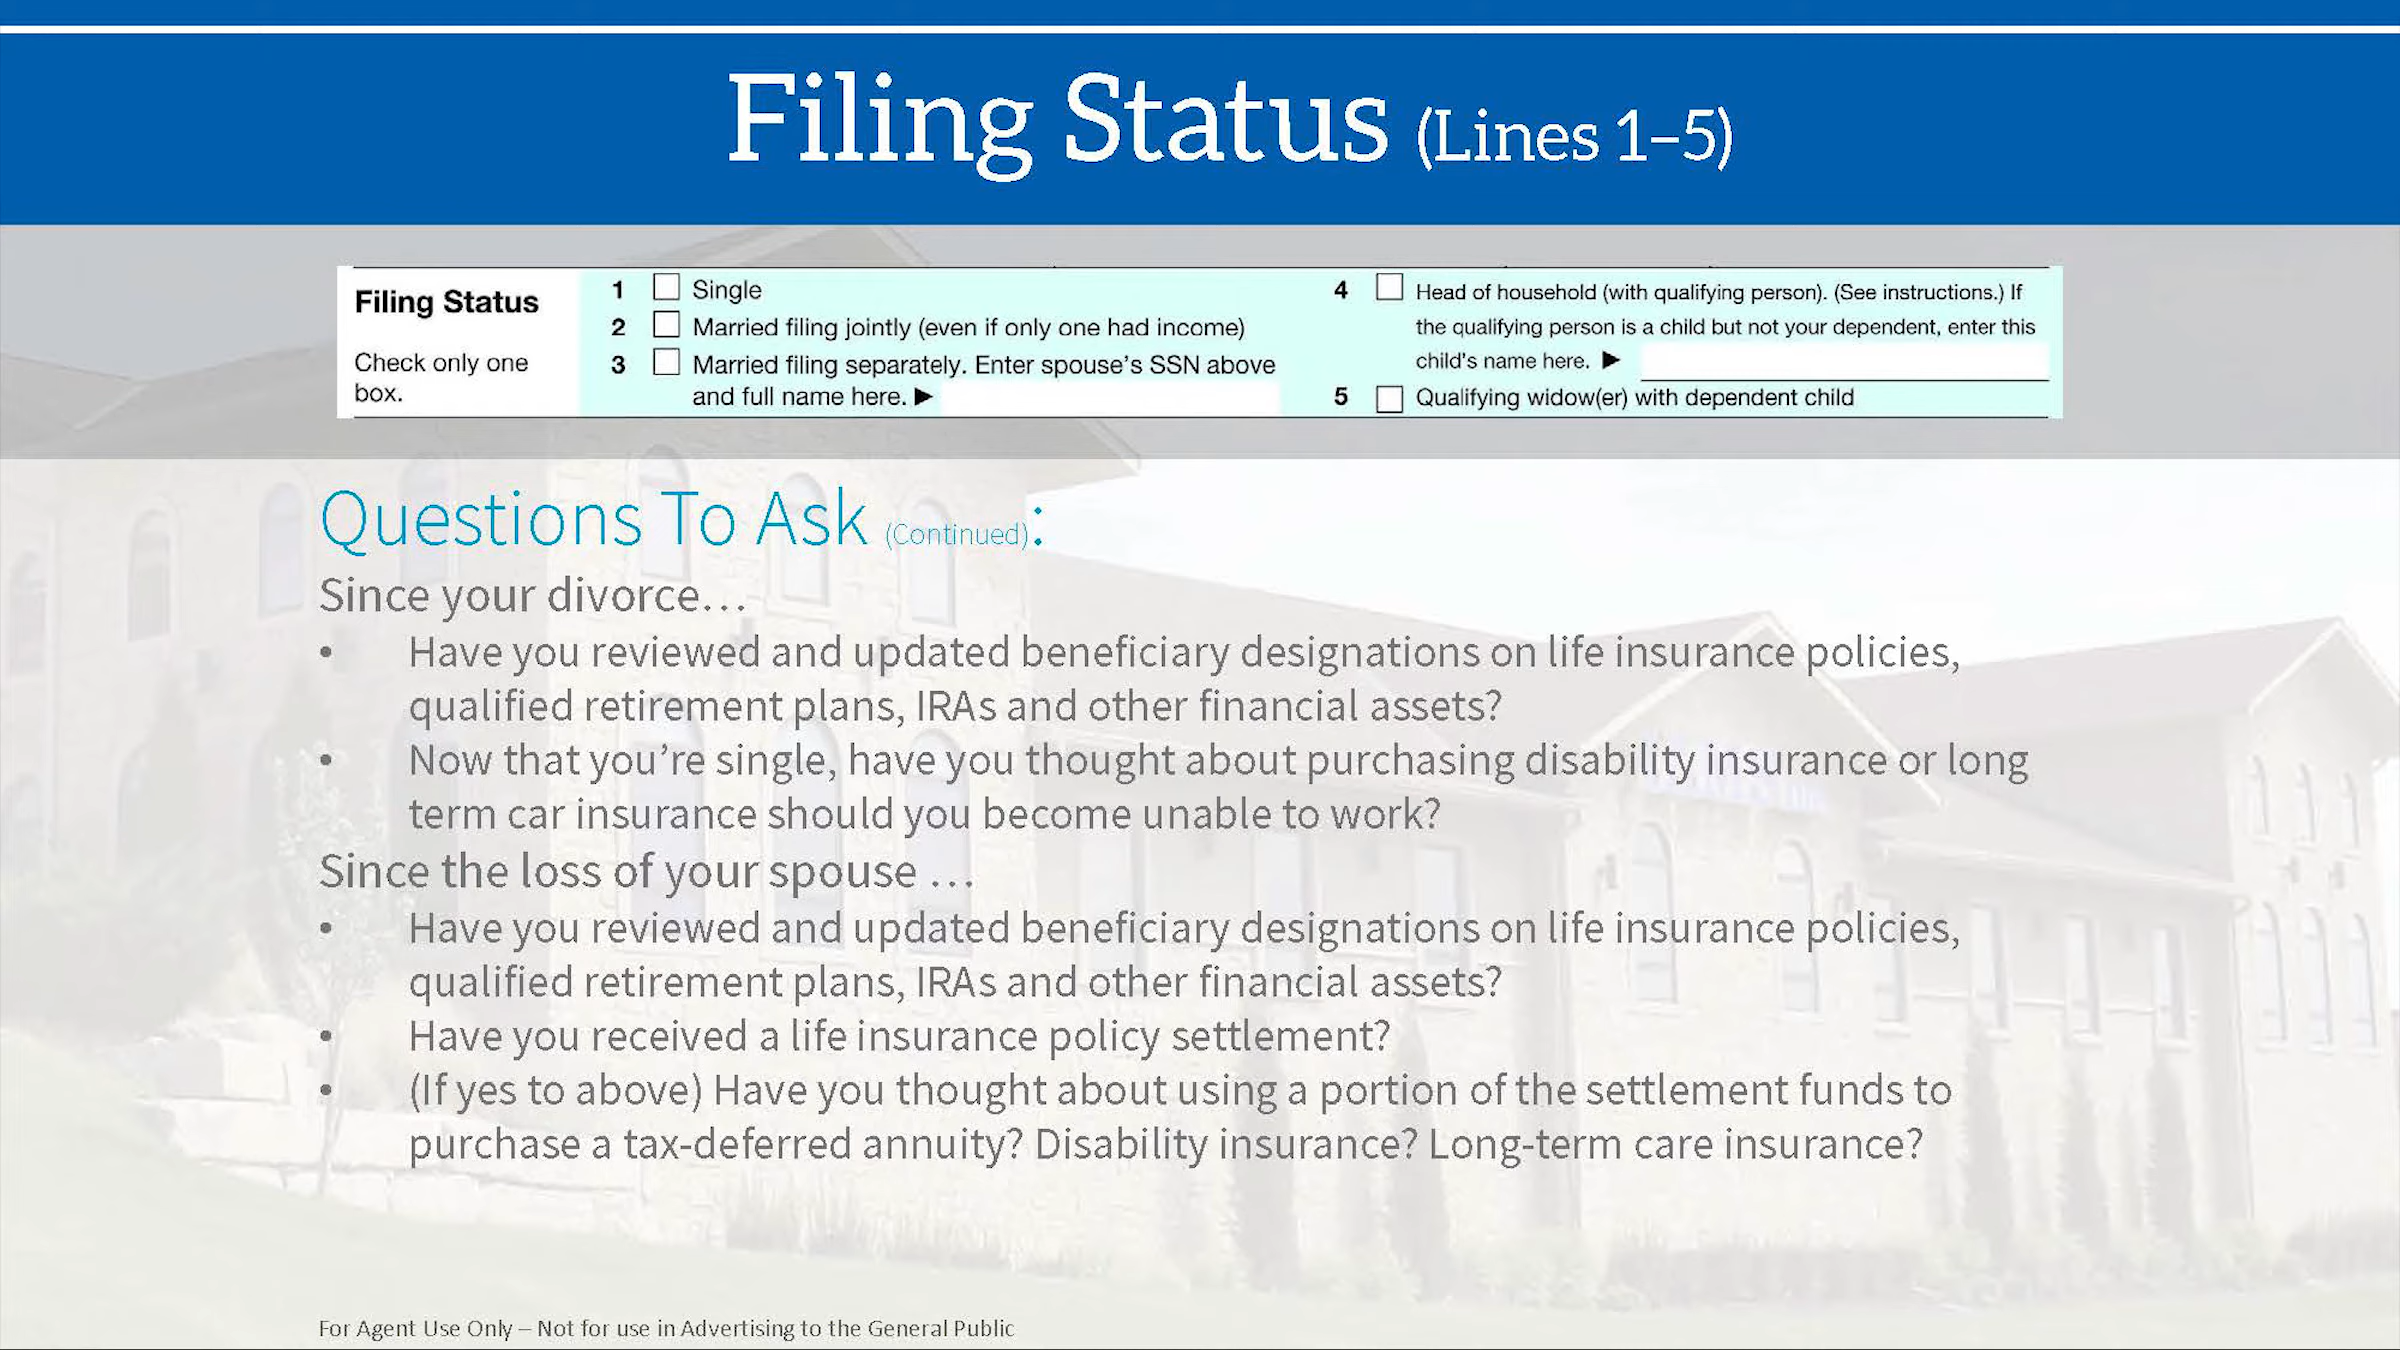 Filing Status (Lines 1–5)
Filing Status
Check only one
box.
1 Single
2 Married filing jointly (even if only one had income)
3 Married filing separately. Enter spouse’s SSN above
and full name here. ▶
4 Head of household (with qualifying person). (See instructions.) If
the qualifying person is a child but not your dependent, enter this
child’s name here. ▶
5 Qualifying widow(er) with dependent child
Questions To Ask (Continued):
Since your divorce…
• Have you reviewed and updated beneficiary designations on life insurance policies,
qualified retirement plans, IRAs and other financial assets?
• Now that you’re single, have you thought about purchasing disability insurance or long
term car insurance should you become unable to work?
Since the loss of your spouse …
• Have you reviewed and updated beneficiary designations on life insurance policies,
qualified retirement plans, IRAs and other financial assets?
• Have you received a life insurance policy settlement?
• (If yes to above) Have you thought about using a portion of the settlement funds to
purchase a tax-deferred annuity? Disability insurance? Long-term care insurance?
For Agent Use Only – Not for use in Advertising to the General Public